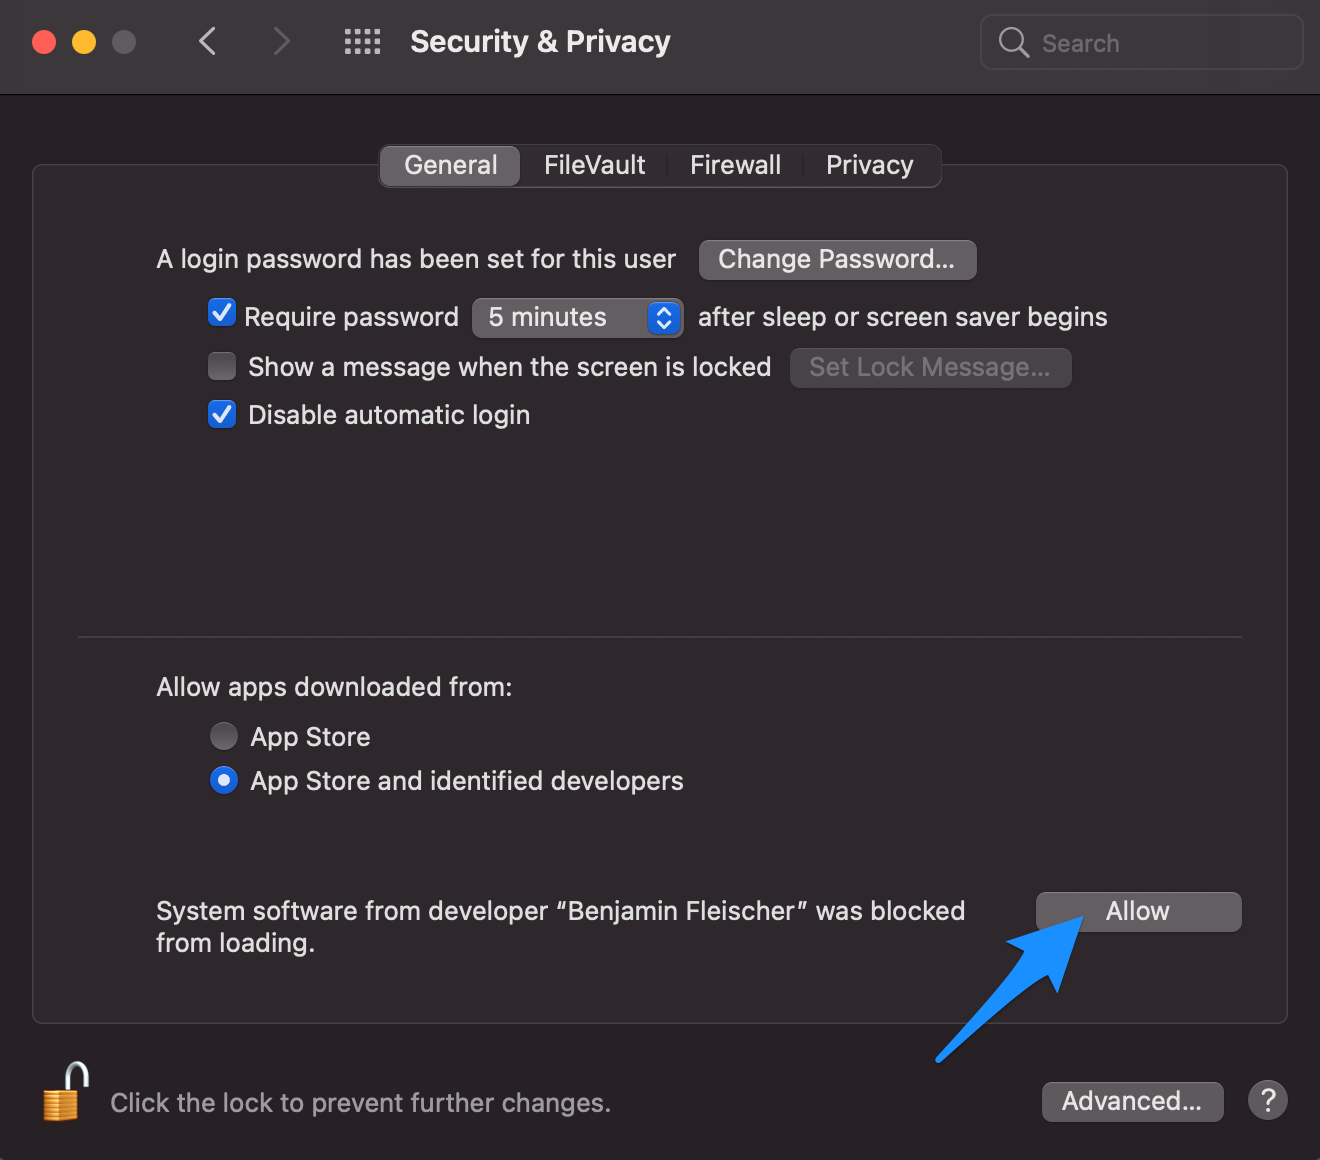 Security & Privacy
Search
General FileVault Firewall Privacy
A login password has been set for this user Change Password...
Require password 5 minutes after sleep or screen saver begins
Show a message when the screen is locked Set Lock Message...
Disable automatic login
Allow apps downloaded from:
App Store
App Store and identified developers
System software from developer “Benjamin Fleischer” was blocked Allow
from loading.
Click the lock to prevent further changes. Advanced... ?